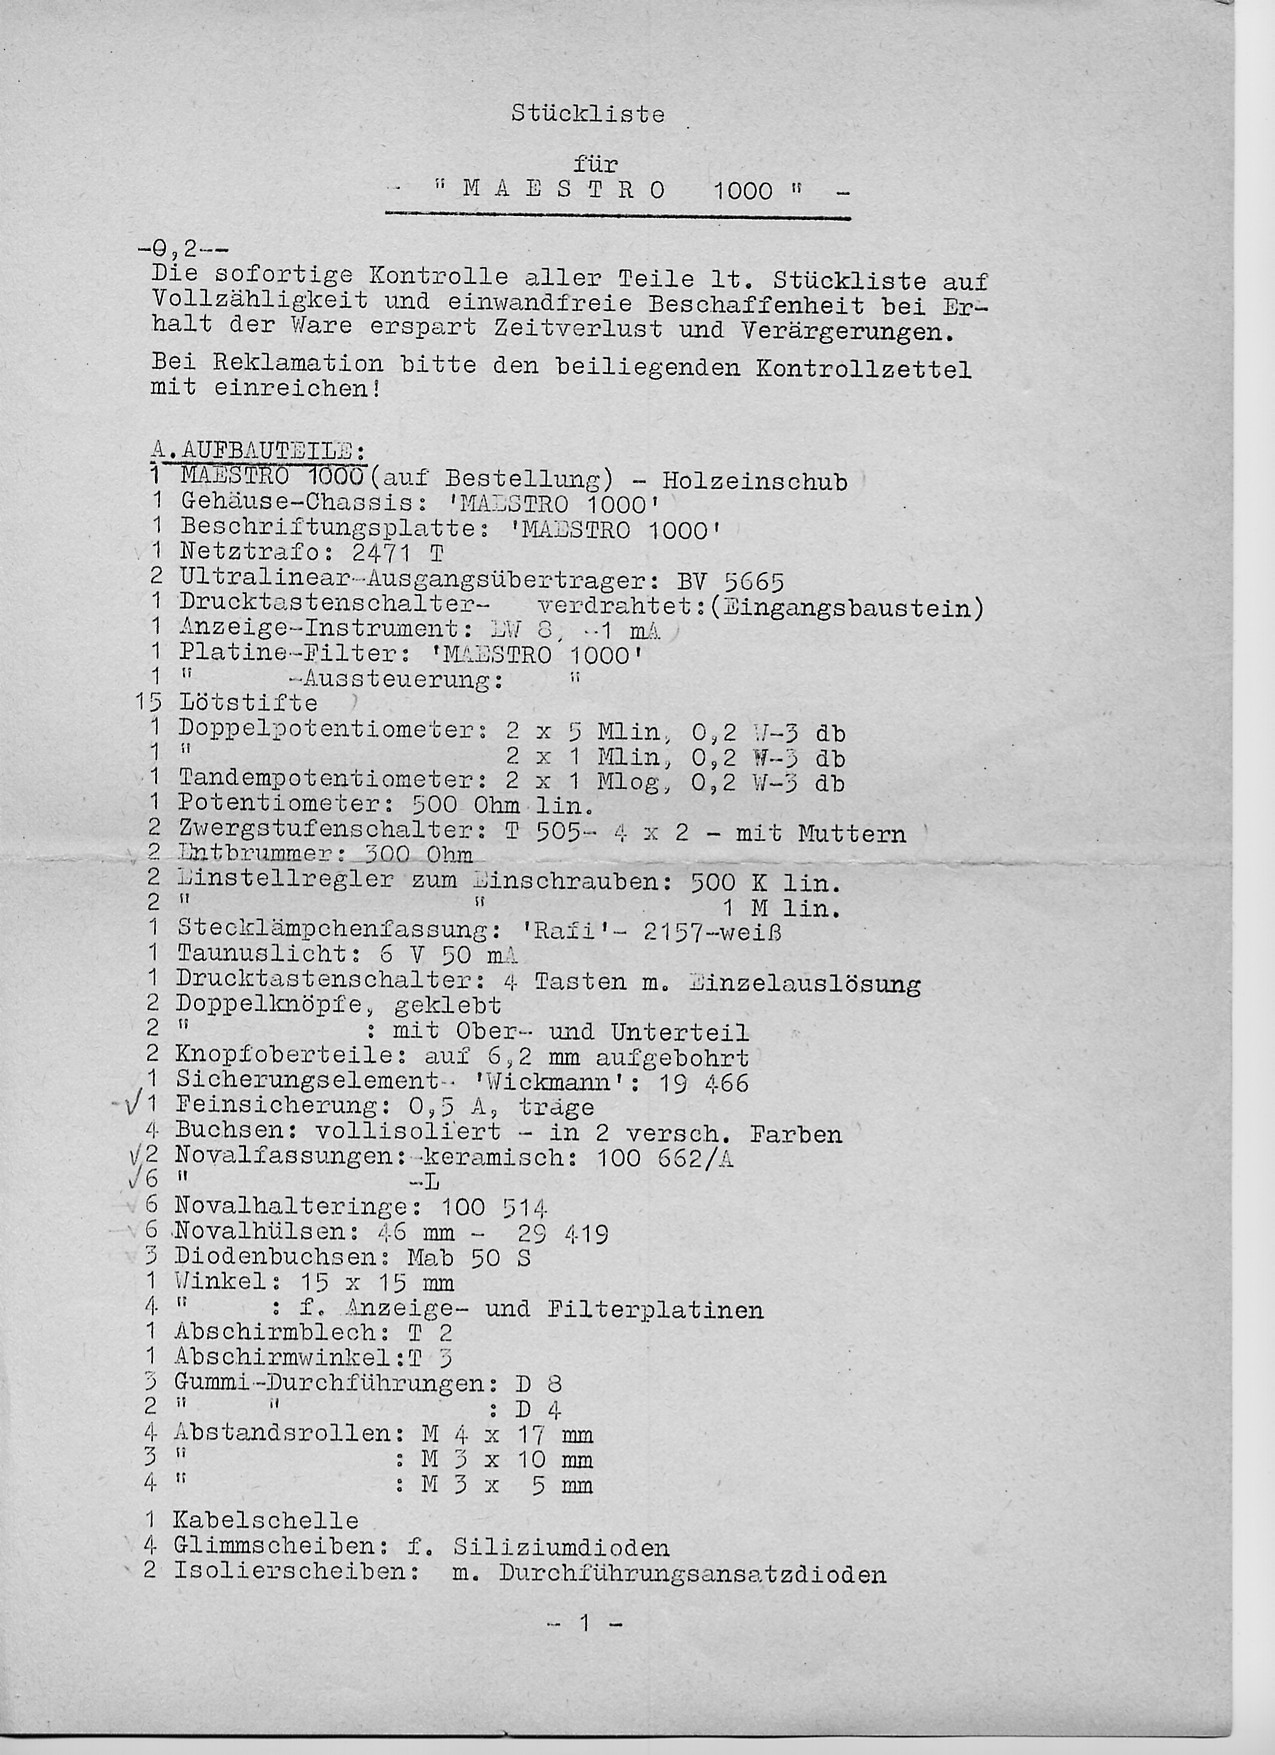 Stückliste
für
- "M A E S T R O 1000" -
-0,2--
Die sofortige Kontrolle aller Teile lt. Stückliste auf
Vollzähligkeit und einwandfreie Beschaffenheit bei Er-
halt der Ware erspart Zeitverlust und Verärgerungen.
Bei Reklamation bitte den beiliegenden Kontrollzettel
mit einreichen!
A.AUFBAUTEILE:
1 MAESTRO 1000(auf Bestellung) - Holzeinschub
1 Gehäuse-Chassis: 'MAESTRO 1000'
1 Beschriftungsplatte: 'MAESTRO 1000'
1 Netztrafo: 2471 T
2 Ultralinear-Ausgangsübertrager: BV 5665
1 Drucktastenschalter- verdrahtet:(Eingangsbaustein)
1 Anzeige-Instrument: EW 8, -1 mA
1 Platine-Filter: 'MAESTRO 1000'
1 " -Aussteuerung: "
15 Lötstifte
1 Doppelpotentiometer: 2 x 5 Mlin, 0,2 W-3 db
1 " 2 x 1 Mlin, 0,2 W-3 db
1 Tandempotentiometer: 2 x 1 Mlog, 0,2 W-3 db
1 Potentiometer: 500 Ohm lin.
2 Zwergstufenschalter: T 505- 4 x 2 - mit Muttern
2 Entbrummer: 300 Ohm
2 Einstellregler zum Einschrauben: 500 K lin.
2 " " 1 M lin.
1 Stecklämpchenfassung: 'Rafi'- 2157-weiß
1 Taunuslicht: 6 V 50 mA
1 Drucktastenschalter: 4 Tasten m. Einzelauslösung
2 Doppelknöpfe, geklebt
2 " : mit Ober- und Unterteil
2 Knopfoberteile: auf 6,2 mm aufgebohrt
1 Sicherungselement- 'Wickmann': 19 466
√1 Feinsicherung: 0,5 A, träge
4 Buchsen: vollisoliert - in 2 versch. Farben
√2 Novalfassungen:-keramisch: 100 662/A
√6 " -L
6 Novalhalteringe: 100 514
6 Novalhülsen: 46 mm - 29 419
3 Diodenbuchsen: Mab 50 S
1 Winkel: 15 x 15 mm
4 " : f. Anzeige- und Filterplatinen
1 Abschirmblech: T 2
1 Abschirmwinkel:T 3
3 Gummi-Durchführungen: D 8
2 " " : D 4
4 Abstandsrollen: M 4 x 17 mm
3 " : M 3 x 10 mm
4 " : M 3 x 5 mm
1 Kabelschelle
4 Glimmscheiben: f. Siliziumdioden
2 Isolierscheiben: m. Durchführungsansatzdioden
- 1 -